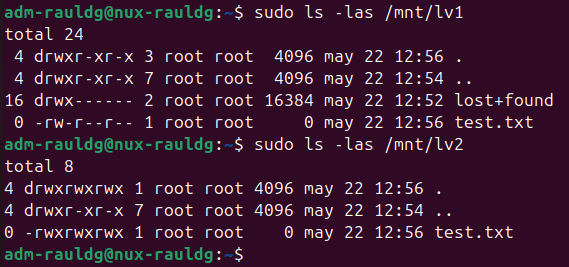 adm-rauldg@nux-rauldg:~$ sudo ls -las /mnt/lv1
total 24
 4 drwxr-xr-x 3 root root  4096 may 22 12:56 .
 4 drwxr-xr-x 7 root root  4096 may 22 12:54 ..
16 drwx------ 2 root root 16384 may 22 12:52 lost+found
 0 -rw-r--r-- 1 root root     0 may 22 12:56 test.txt
adm-rauldg@nux-rauldg:~$ sudo ls -las /mnt/lv2
total 8
4 drwxrwxrwx 1 root root 4096 may 22 12:56 .
4 drwxr-xr-x 7 root root 4096 may 22 12:54 ..
0 -rwxrwxrwx 1 root root    0 may 22 12:56 test.txt
adm-rauldg@nux-rauldg:~$